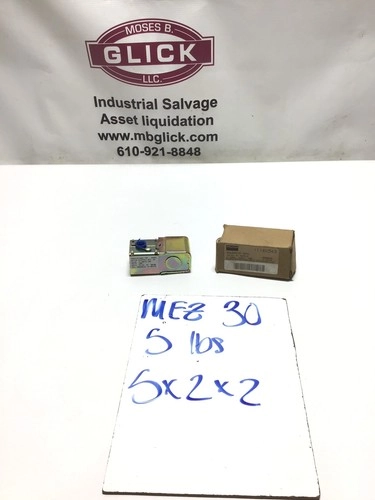 MOSES B.
GLICK
LLC.
Industrial Salvage
Asset liquidation
www.mbglick.com
610-921-8848
MEZ 30
5 lbs
5x2x2